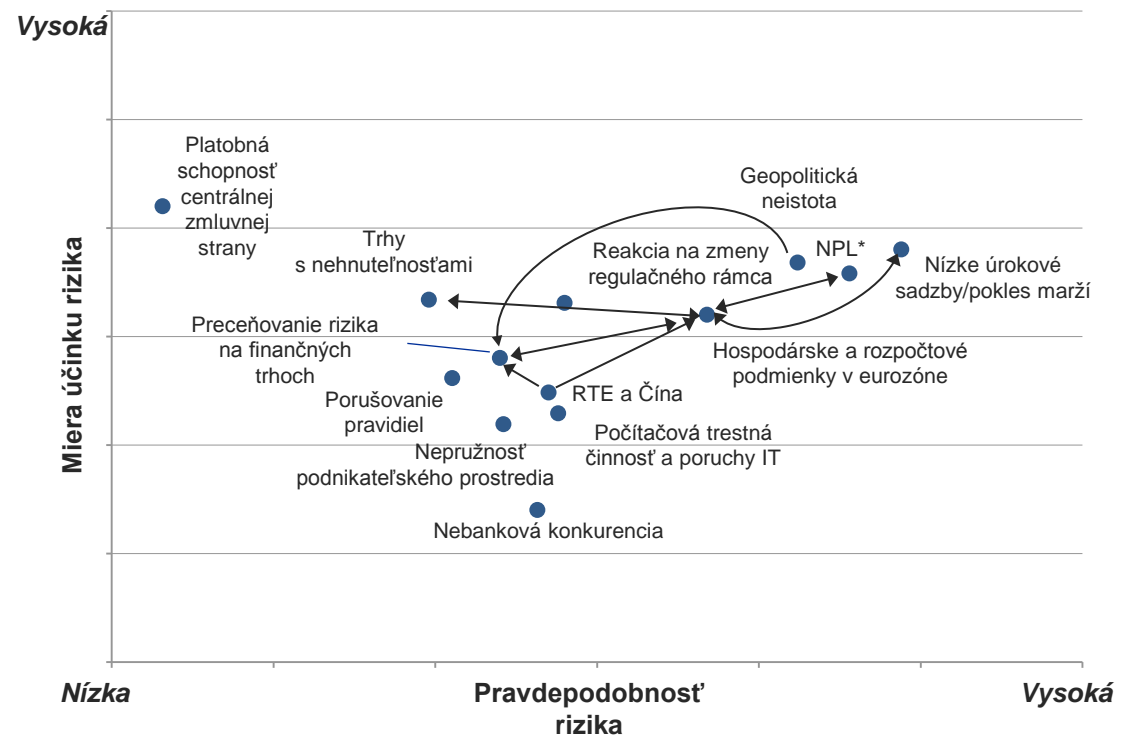 Vysoká
Platobná
schopnosť
centrálnej
zmluvnej
strany
Geopolitická
neistota
Trhy
s nehnuteľnosťami
Reakcia na zmeny
regulačného rámca
NPL*
Nízke úrokové
sadzby/pokles marží
Preceňovanie rizika
na finančných
trhoch
Hospodárske a rozpočtové
podmienky v eurozóne
Porušovanie
pravidiel
RTE a Čína
Počítačová trestná
činnosť a poruchy IT
Nepružnosť
podnikateľského prostredia
Nebanková konkurencia
Miera účinku rizika
Nízka
Pravdepodobnosť
rizika
Vysoká